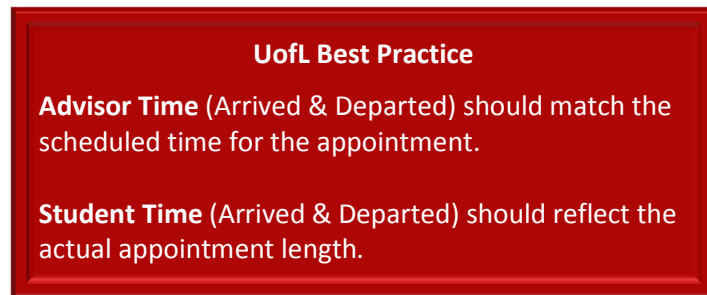 UofL Best Practice
Advisor Time (Arrived & Departed) should match the
scheduled time for the appointment.
Student Time (Arrived & Departed) should reflect the
actual appointment length.